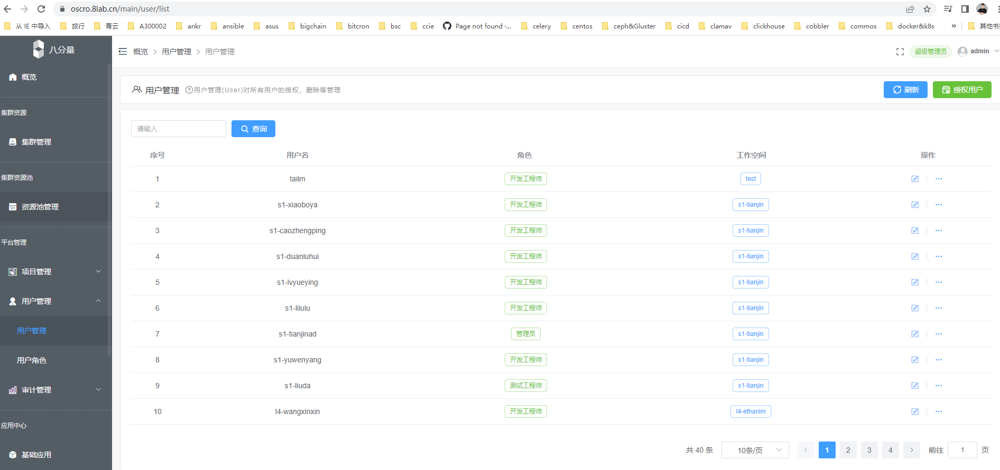 oscro.8lab.cn/main/user/list
从 IE 中导入 旅行 青云 A300002 ankr ansible asus bigchain bitcron bsc ccie Page not found ·... celery centos ceph&Gluster cicd clamav clickhouse cobbler commos docker&k8s » 其他书
八分量
概览 > 用户管理 > 用户管理
超级管理员 admin
概览
集群资源
集群管理
集群资源池
资源池管理
平台管理
项目管理
用户管理
用户管理
用户角色
审计管理
应用中心
基础应用
用户管理 用户管理(User)对所有用户的授权、删除等管理
刷新 授权用户
请输入 查询
序号 用户名 角色 工作空间 操作
1 tailm 开发工程师 test ...
2 s1-xiaoboya 开发工程师 s1-tianjin ...
3 s1-caozhengping 开发工程师 s1-tianjin ...
4 s1-duanluhui 开发工程师 s1-tianjin ...
5 s1-lvyueying 开发工程师 s1-tianjin ...
6 s1-lilulu 开发工程师 s1-tianjin ...
7 s1-tianjinad 管理员 s1-tianjin ...
8 s1-yuwenyang 开发工程师 s1-tianjin ...
9 s1-liuda 测试工程师 s1-tianjin ...
10 l4-wangxinxin 开发工程师 l4-ethanim ...
共 40 条 10条/页 < 1 2 3 4 > 前往 1 页